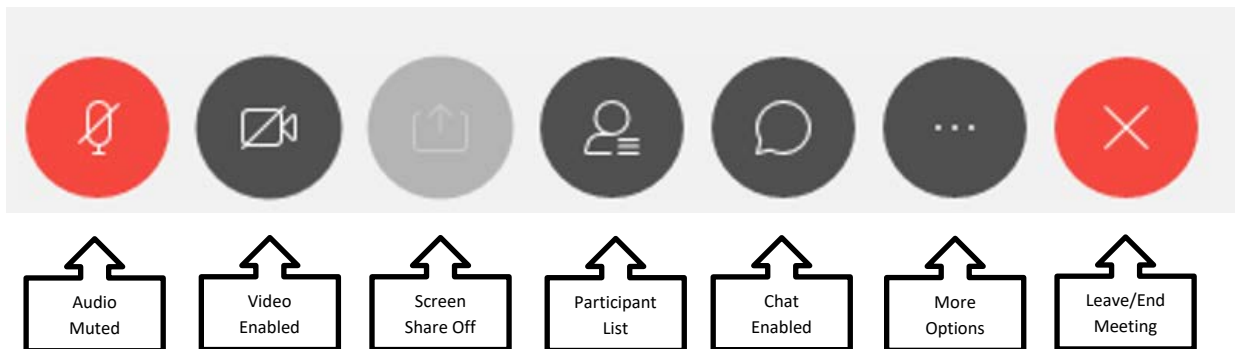 Audio
Muted
Video
Enabled
Screen
Share Off
Participant
List
Chat
Enabled
More
Options
Leave/End
Meeting